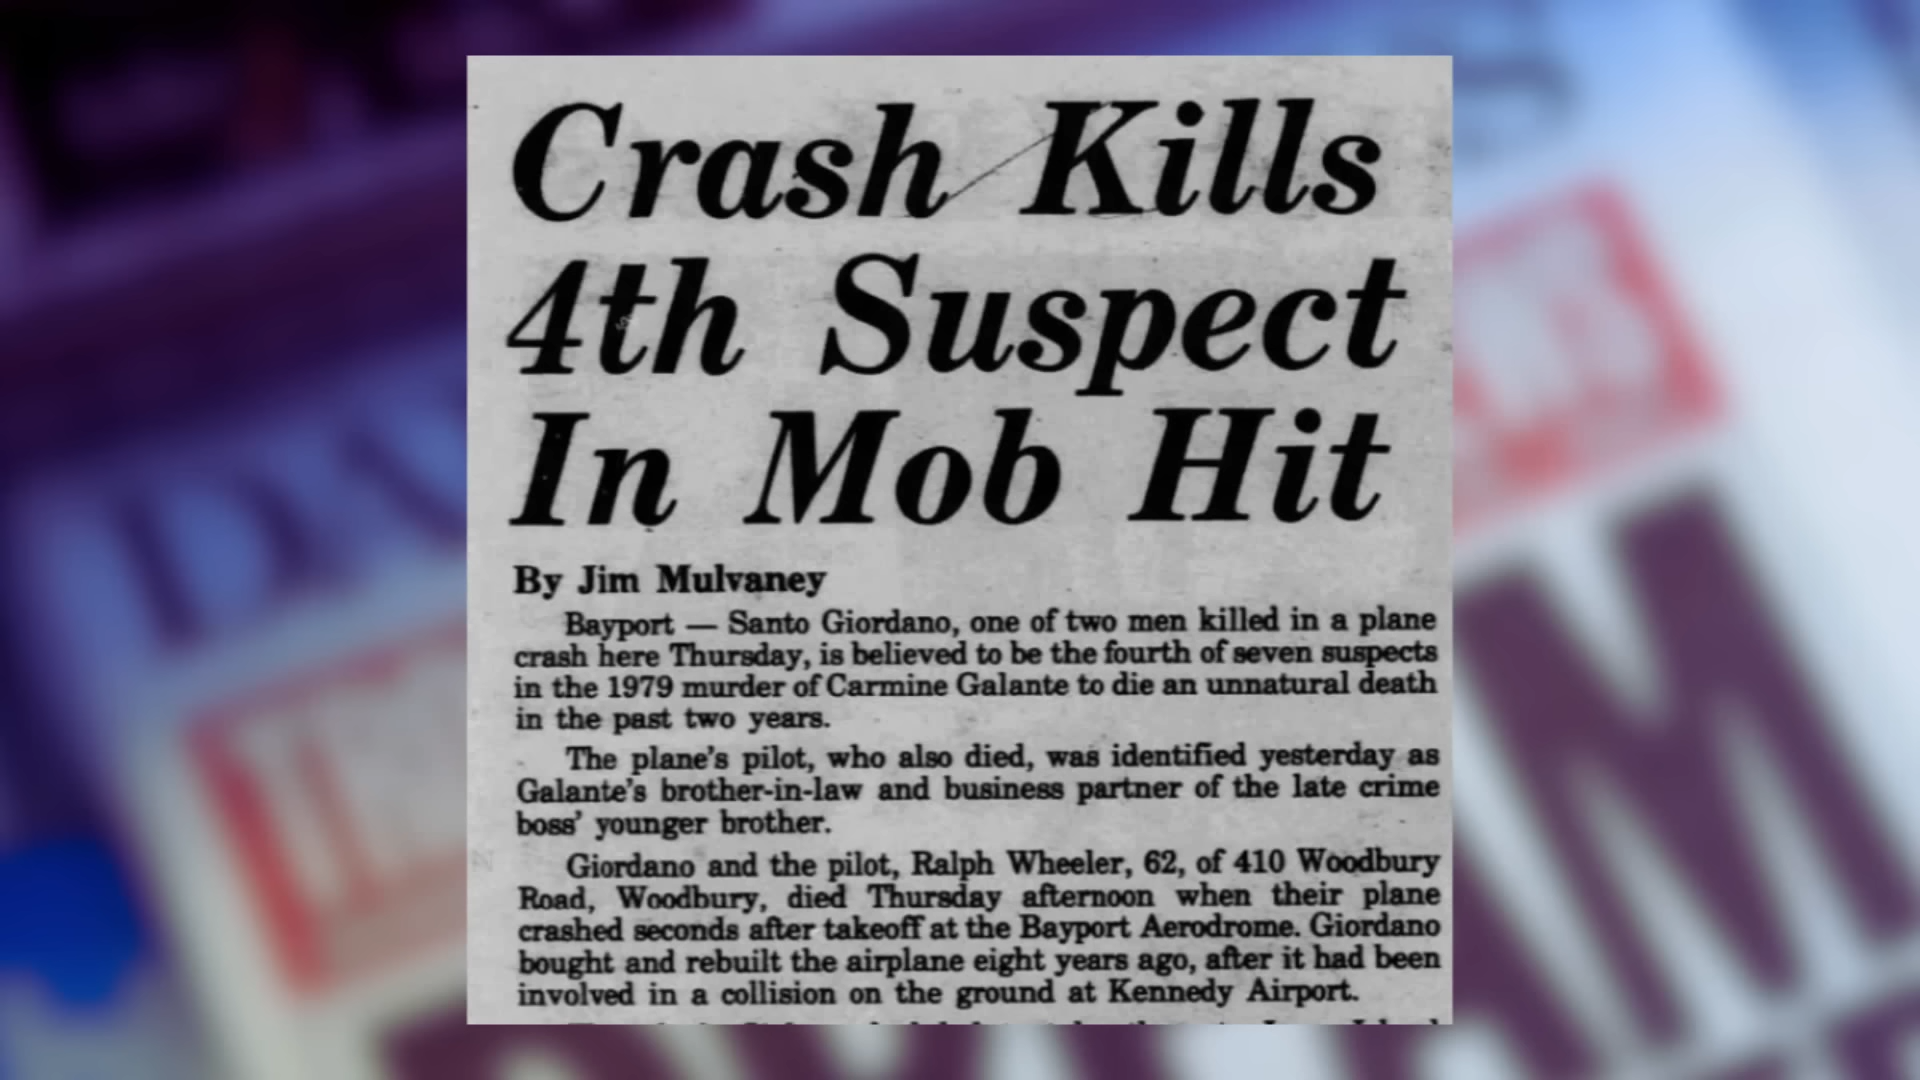 Crash Kills
4th Suspect
In Mob Hit
By Jim Mulvaney
Bayport — Santo Giordano, one of two men killed in a plane
crash here Thursday, is believed to be the fourth of seven suspects
in the 1979 murder of Carmine Galante to die an unnatural death
in the past two years.
The plane's pilot, who also died, was identified yesterday as
Galante's brother-in-law and business partner of the late crime
boss' younger brother.
Giordano and the pilot, Ralph Wheeler, 62, of 410 Woodbury
Road, Woodbury, died Thursday afternoon when their plane
crashed seconds after takeoff at the Bayport Aerodrome. Giordano
bought and rebuilt the airplane eight years ago, after it had been
involved in a collision on the ground at Kennedy Airport.